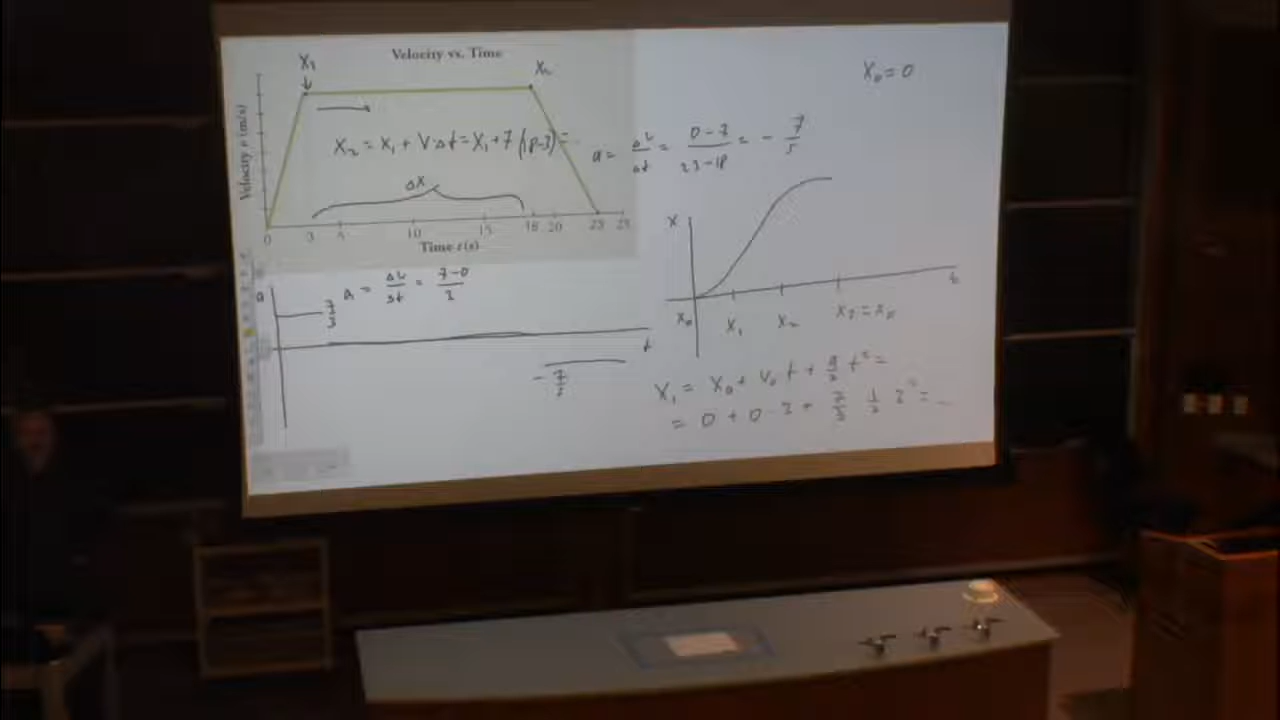 Velocity vs. Time
X₁
X₂
X₀ = 0
Velocity v (m/s)
X₂ = X₁ + V·Δt = X₁ + 7 (18-3) = ..
a = Δv/Δt = (0-7)/(23-18) = - 7/5
ΔX
0 3 5 10 15 18 20 23 25
Time t (s)
a
7/3
a = Δv/Δt = (7-0)/3
t
- 7/5
X
t
X₀ X₁ X₂
X₁ = X₀ + V₀ t + a/2 t² =
= 0 + 0·3 + 7/3 1/2 3² = ...